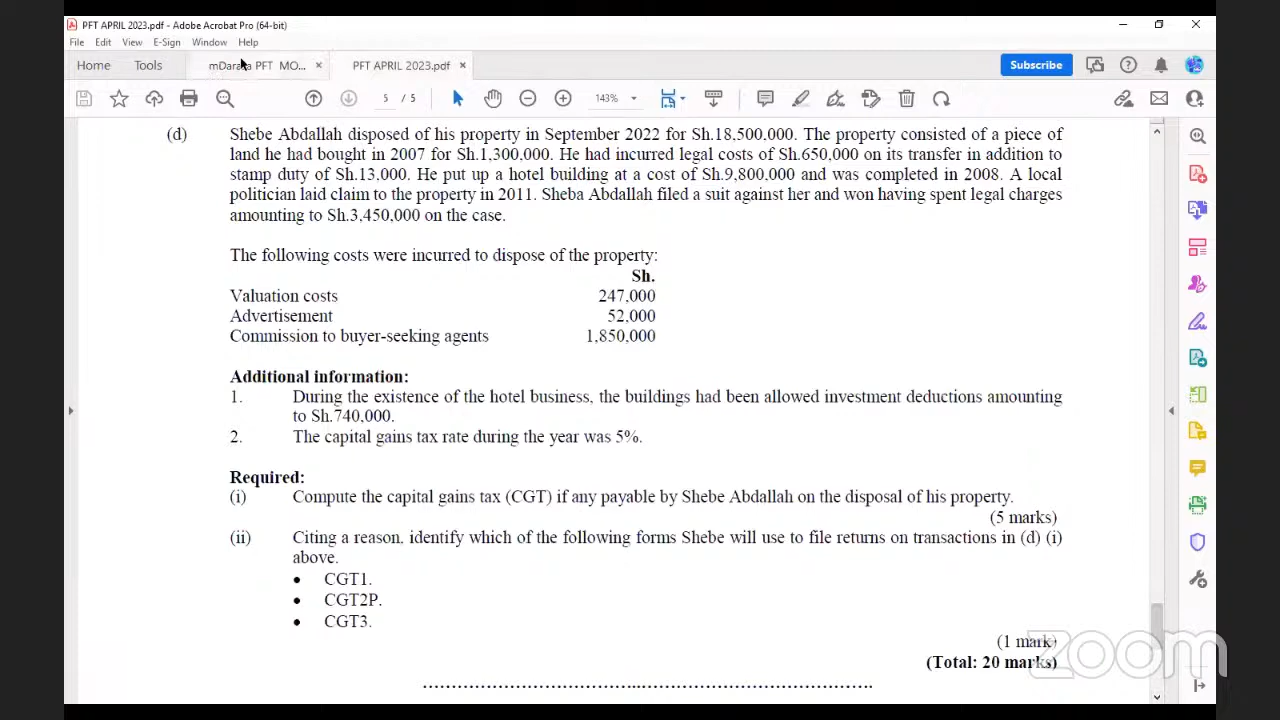 PFT APRIL 2023.pdf - Adobe Acrobat Pro (64-bit)
File Edit View E-Sign Window Help
Home Tools mDarasa PFT MO... × PFT APRIL 2023.pdf × Subscribe
5 / 5 143%
(d) Shebe Abdallah disposed of his property in September 2022 for Sh.18,500,000. The property consisted of a piece of
land he had bought in 2007 for Sh.1,300,000. He had incurred legal costs of Sh.650,000 on its transfer in addition to
stamp duty of Sh.13,000. He put up a hotel building at a cost of Sh.9,800,000 and was completed in 2008. A local
politician laid claim to the property in 2011. Sheba Abdallah filed a suit against her and won having spent legal charges
amounting to Sh.3,450,000 on the case.
The following costs were incurred to dispose of the property:
Sh.
Valuation costs 247,000
Advertisement 52,000
Commission to buyer-seeking agents 1,850,000
Additional information:
1. During the existence of the hotel business, the buildings had been allowed investment deductions amounting
to Sh.740,000.
2. The capital gains tax rate during the year was 5%.
Required:
(i) Compute the capital gains tax (CGT) if any payable by Shebe Abdallah on the disposal of his property.
(5 marks)
(ii) Citing a reason, identify which of the following forms Shebe will use to file returns on transactions in (d) (i)
above.
• CGT1.
• CGT2P.
• CGT3.
(1 mark)
(Total: 20 marks)
zoom